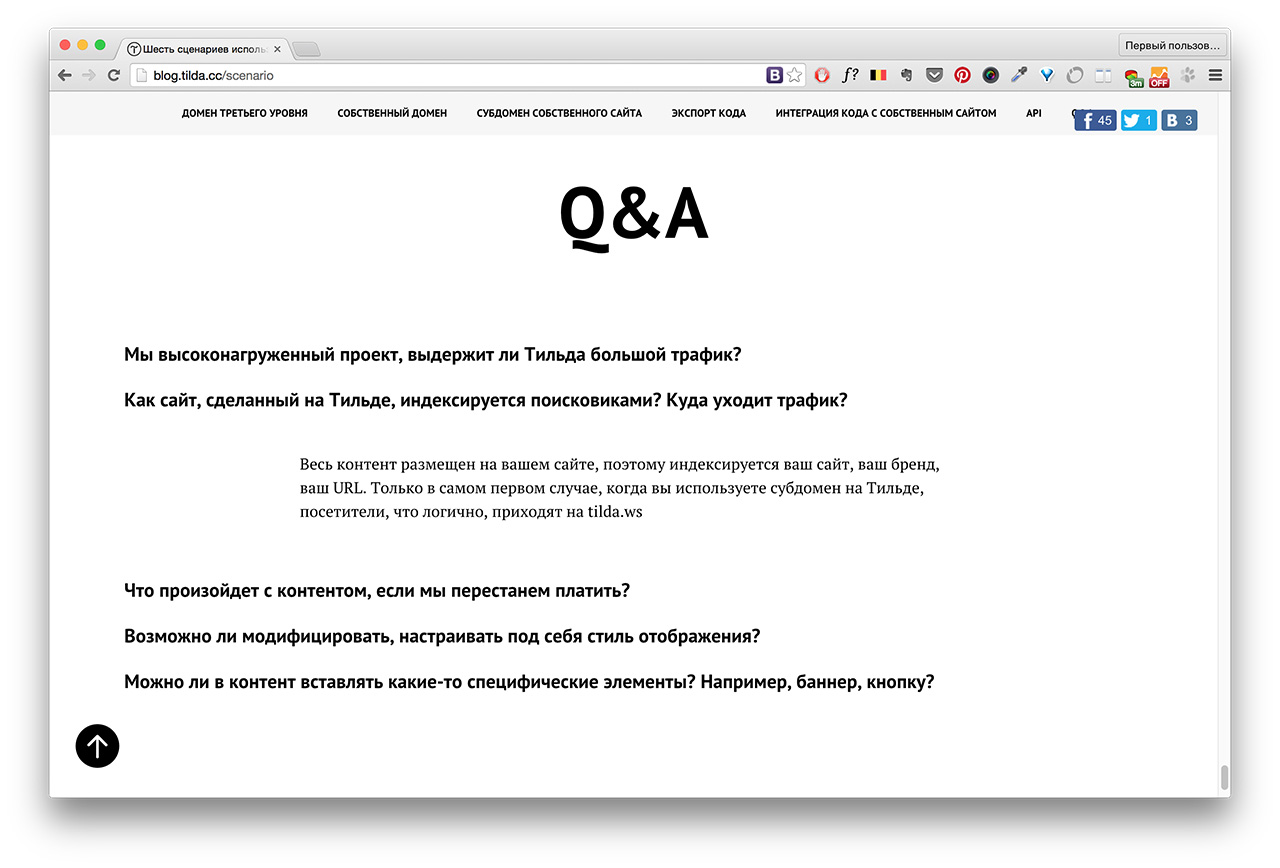 Шесть сценариев исполь
Первый пользов...
blog.tilda.cc/scenario
B
f?
3m
OFF
ДОМЕН ТРЕТЬЕГО УРОВНЯ
СОБСТВЕННЫЙ ДОМЕН
СУБДОМЕН СОБСТВЕННОГО САЙТА
ЭКСПОРТ КОДА
ИНТЕГРАЦИЯ КОДА С СОБСТВЕННЫМ САЙТОМ
API
45
1
B 3
Q&A
Мы высоконагруженный проект, выдержит ли Тильда большой трафик?
Как сайт, сделанный на Тильде, индексируется поисковиками? Куда уходит трафик?
Весь контент размещен на вашем сайте, поэтому индексируется ваш сайт, ваш бренд,
ваш URL. Только в самом первом случае, когда вы используете субдомен на Тильде,
посетители, что логично, приходят на tilda.ws
Что произойдет с контентом, если мы перестанем платить?
Возможно ли модифицировать, настраивать под себя стиль отображения?
Можно ли в контент вставлять какие-то специфические элементы? Например, баннер, кнопку?